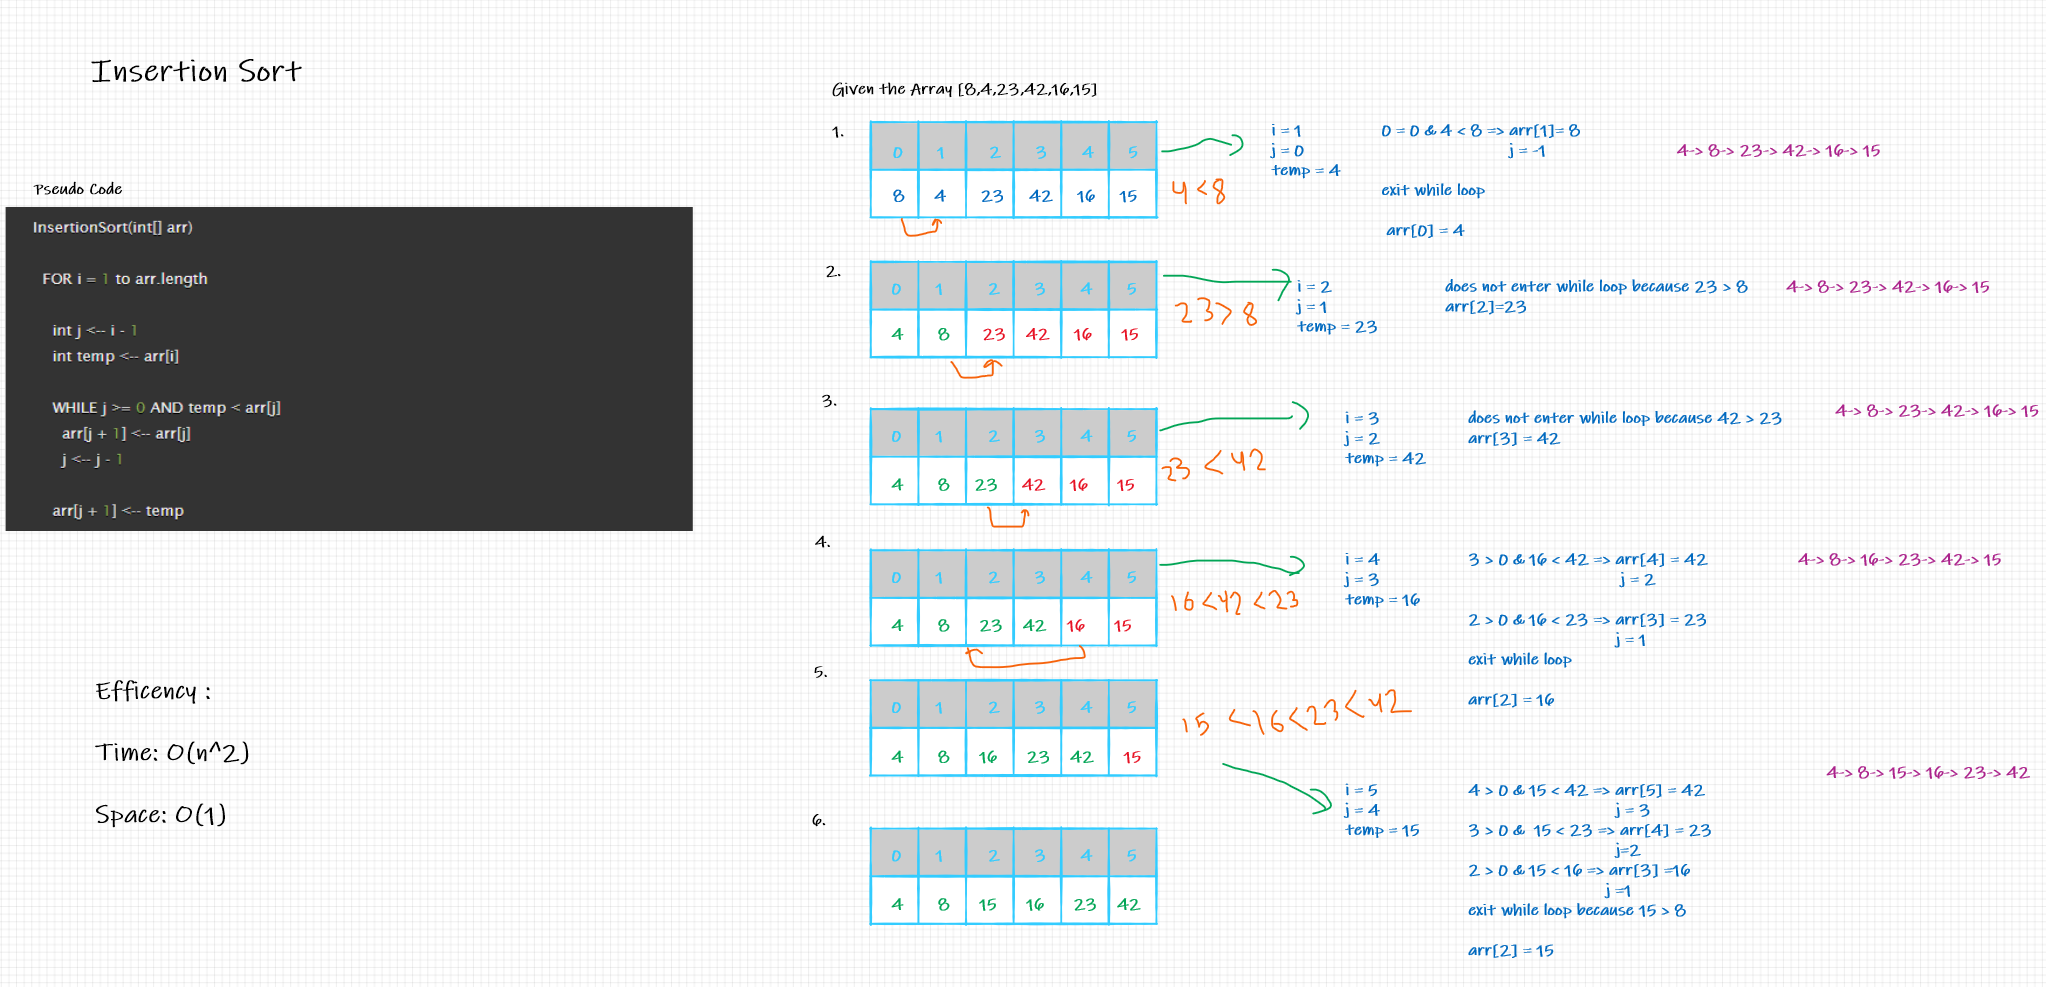 Insertion Sort
Pseudo Code
InsertionSort(int[] arr)
FOR i = 1 to arr.length
int j <-- i - 1
int temp <-- arr[i]
WHILE j >= 0 AND temp < arr[j]
arr[j + 1] <-- arr[j]
j <-- j - 1
arr[j + 1] <-- temp
Efficency :
Time: O(n^2)
Space: O(1)
Given the Array [8,4,23,42,16,15]
1.
0 1 2 3 4 5
8 4 23 42 16 15
4 < 8
i = 1
j = 0
temp = 4
0 = 0 & 4 < 8 => arr[1]= 8
j = -1
exit while loop
arr[0] = 4
4-> 8-> 23-> 42-> 16-> 15
2.
0 1 2 3 4 5
4 8 23 42 16 15
23 > 8
i = 2
j = 1
temp = 23
does not enter while loop because 23 > 8
arr[2]=23
4-> 8-> 23-> 42-> 16-> 15
3.
0 1 2 3 4 5
4 8 23 42 16 15
23 < 42
i = 3
j = 2
temp = 42
does not enter while loop because 42 > 23
arr[3] = 42
4-> 8-> 23-> 42-> 16-> 15
4.
0 1 2 3 4 5
4 8 23 42 16 15
16 < 42 < 23
i = 4
j = 3
temp = 16
3 > 0 & 16 < 42 => arr[4] = 42
j = 2
2 > 0 & 16 < 23 => arr[3] = 23
j = 1
exit while loop
arr[2] = 16
4-> 8-> 16-> 23-> 42-> 15
5.
0 1 2 3 4 5
4 8 16 23 42 15
15 < 16 < 23 < 42
i = 5
j = 4
temp = 15
4 > 0 & 15 < 42 => arr[5] = 42
j = 3
3 > 0 & 15 < 23 => arr[4] = 23
j=2
2 > 0 & 15 < 16 => arr[3] =16
j =1
exit while loop because 15 > 8
arr[2] = 15
4-> 8-> 15-> 16-> 23-> 42
6.
0 1 2 3 4 5
4 8 15 16 23 42